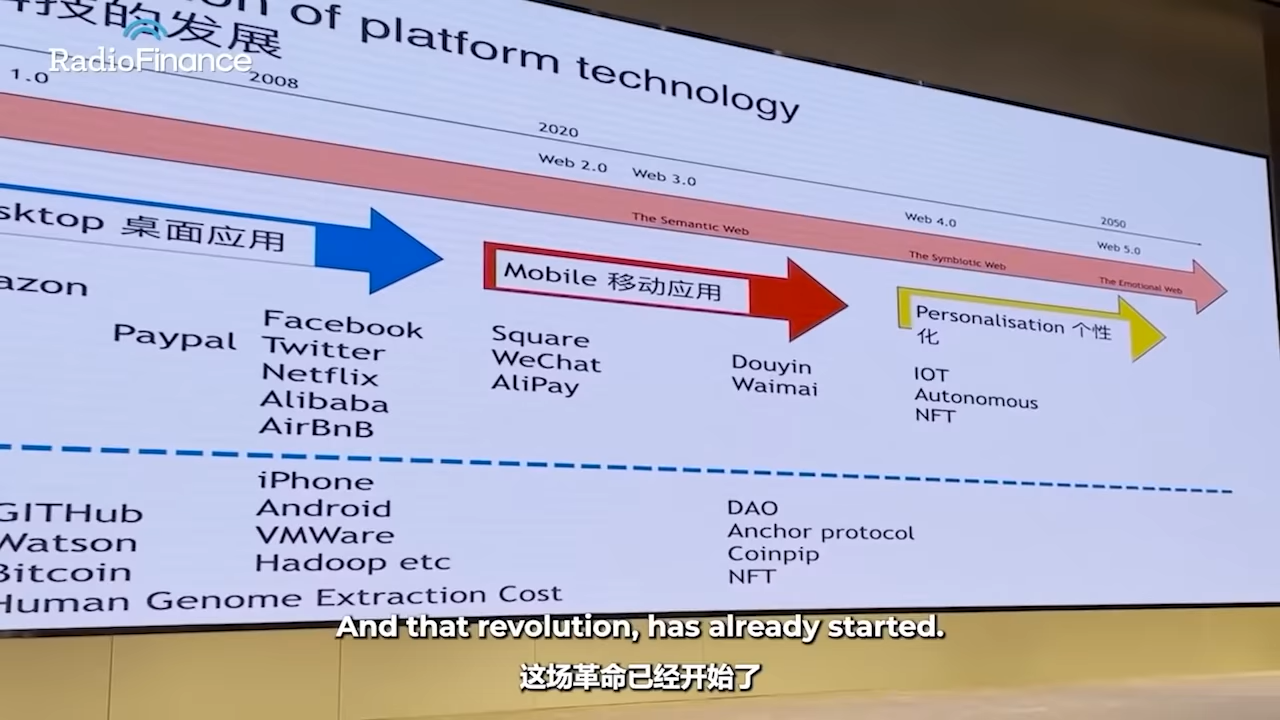 of platform technology
技的发展
RadioFinance
1.0
2008
2020
Web 2.0
Web 3.0
Web 4.0
2050
Web 5.0
The Semantic Web
The Symbiotic Web
The Emotional Web
sktop 桌面应用
Mobile 移动应用
Personalisation 个性
化
azon
Paypal
Facebook
Twitter
Netflix
Alibaba
AirBnB
Square
WeChat
AliPay
Douyin
Waimai
IOT
Autonomous
NFT
GITHub
Watson
Bitcoin
Human Genome Extraction Cost
iPhone
Android
VMWare
Hadoop etc
DAO
Anchor protocol
Coinpip
NFT
And that revolution, has already started.
这场革命已经开始了